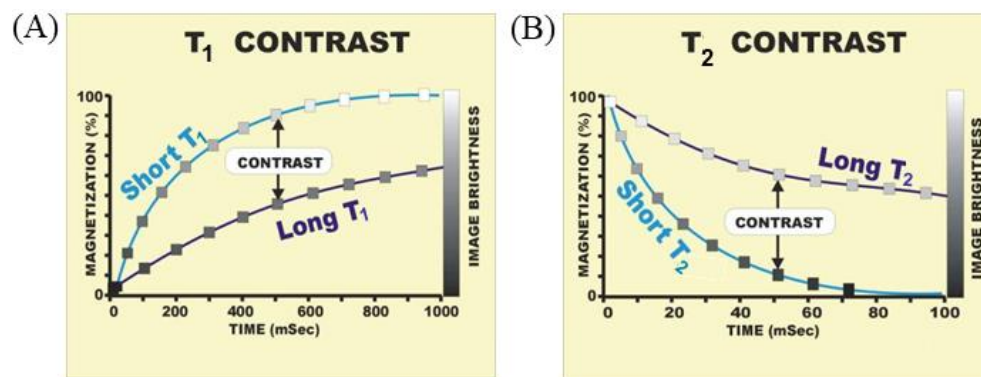 (A)
T1 CONTRAST
MAGNETIZATION (%)
100
0
Short T1
CONTRAST
Long T1
0 200 400 600 800 1000
TIME (mSec)
IMAGE BRIGHTNESS
(B)
T2 CONTRAST
MAGNETIZATION (%)
100
0
Long T2
CONTRAST
Short T2
0 20 40 60 80 100
TIME (mSec)
IMAGE BRIGHTNESS